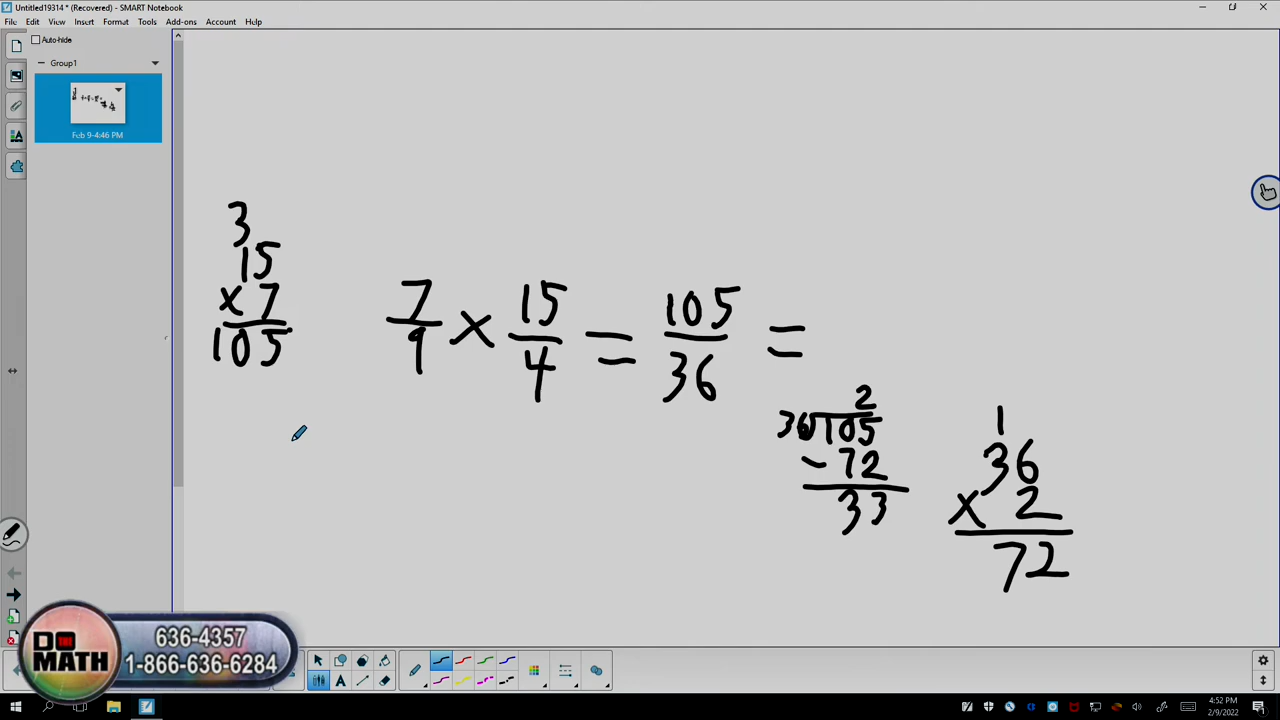 Untitled19314 * (Recovered) - SMART Notebook
File Edit View Insert Format Tools Add-ons Account Help
Auto-hide
Group1
Feb 9-4:46 PM
3
15
x 7
105
7/9 x 15/4 = 105/36 =
2
36 105
- 72
33
1
36
x 2
72
DO THE MATH
636-4357
1-866-636-6284
4:52 PM
2/9/2022